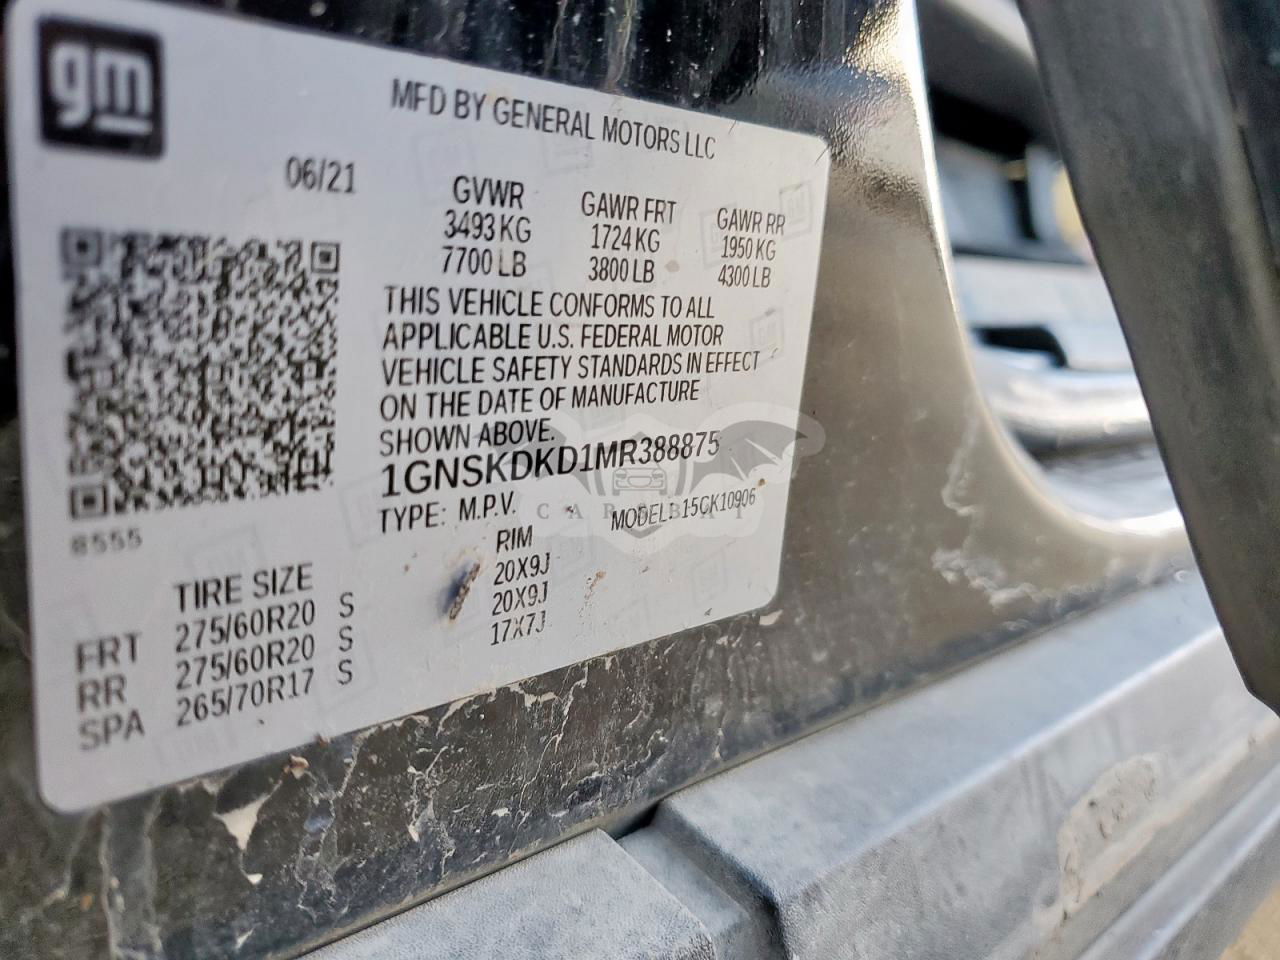 gm
MFD BY GENERAL MOTORS LLC
06/21
GVWR GAWR FRT GAWR RR
3493 KG 1724 KG 1950 KG
7700 LB 3800 LB 4300 LB
THIS VEHICLE CONFORMS TO ALL
APPLICABLE U.S. FEDERAL MOTOR
VEHICLE SAFETY STANDARDS IN EFFECT
ON THE DATE OF MANUFACTURE
SHOWN ABOVE.
1GNSKDKD1MR388875
TYPE: M.P.V. MODEL: 15CK10906
8555
TIRE SIZE RIM
FRT 275/60R20 S 20X9J
RR 275/60R20 S 20X9J
SPA 265/70R17 S 17X7J